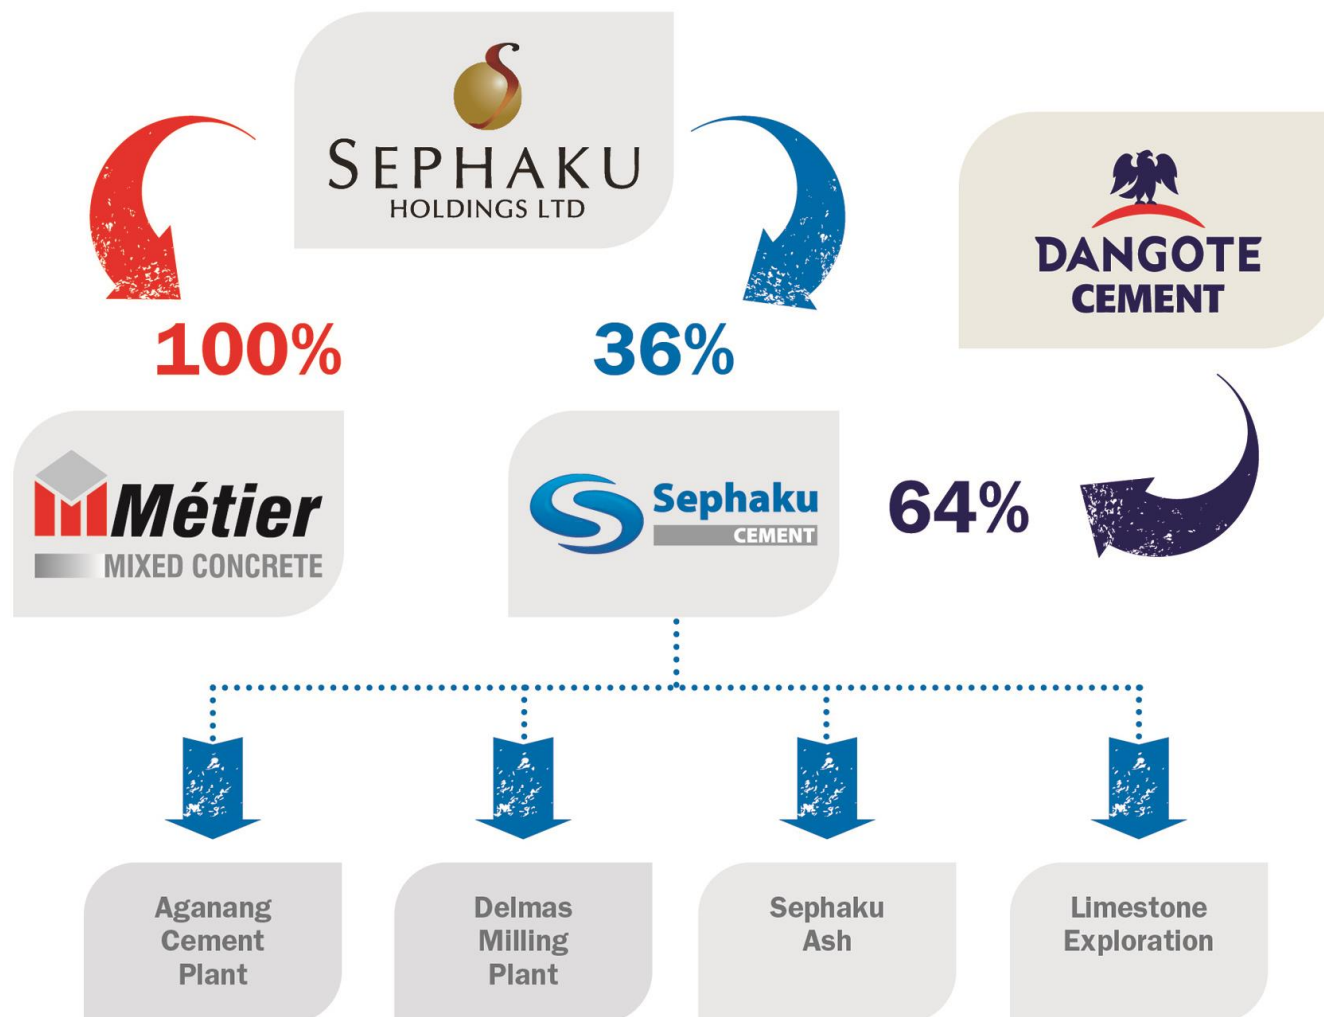 SEPHAKU
HOLDINGS LTD
DANGOTE
CEMENT
100%
36%
Métier
MIXED CONCRETE
Sephaku
CEMENT
64%
Aganang
Cement
Plant
Delmas
Milling
Plant
Sephaku
Ash
Limestone
Exploration